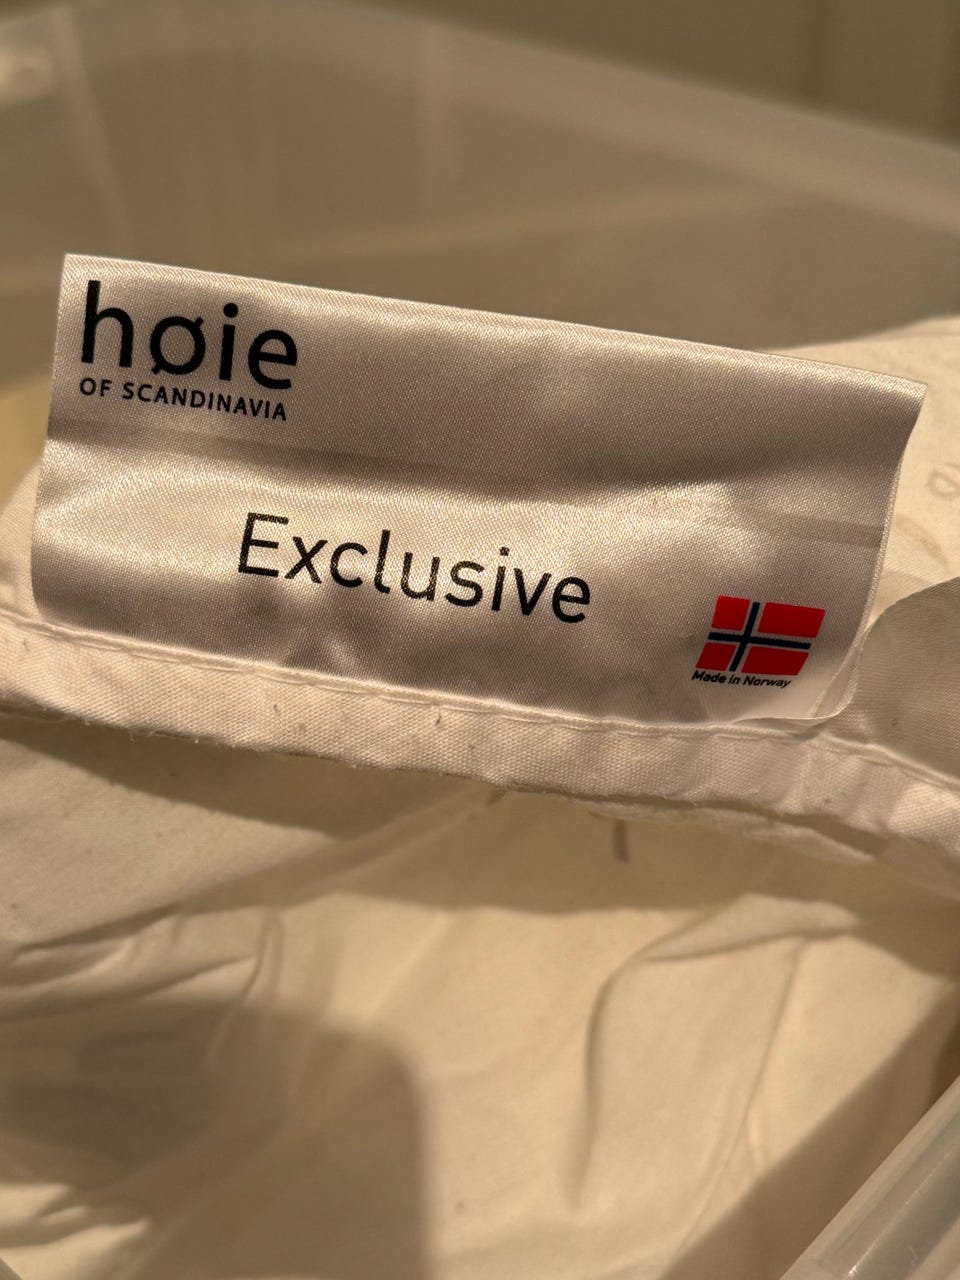 høie
OF SCANDINAVIA
Exclusive
Made in Norway